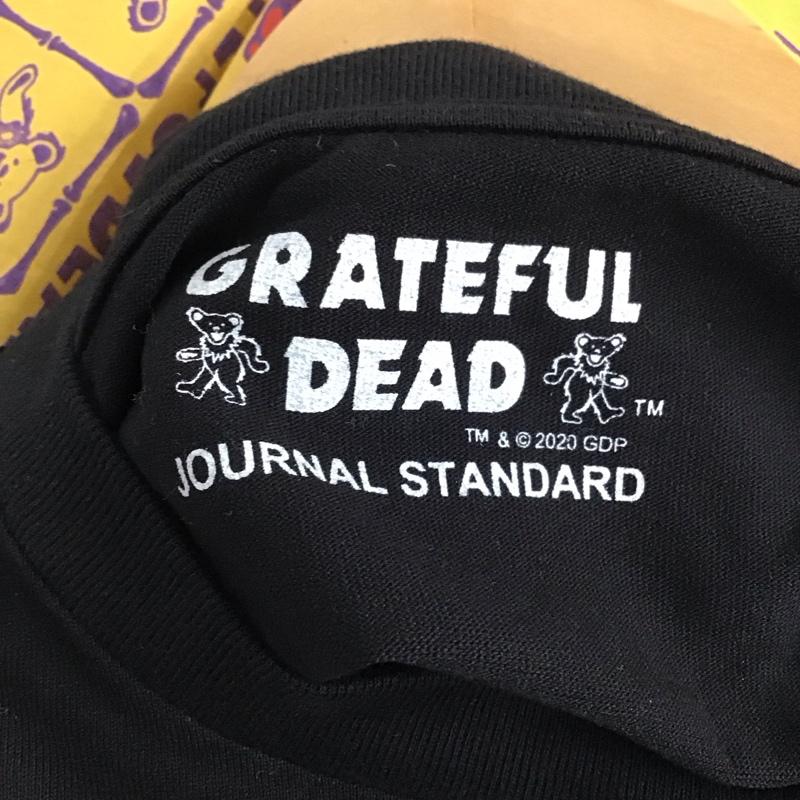 GRATEFUL
DEAD
TM
TM & © 2020 GDP
JOURNAL STANDARD